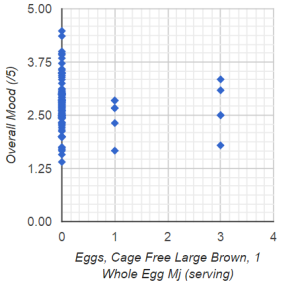 5.00
3.75
2.50
1.25
0.00
Overall Mood (/5)
0 1 2 3 4
Eggs, Cage Free Large Brown, 1
Whole Egg Mj (serving)